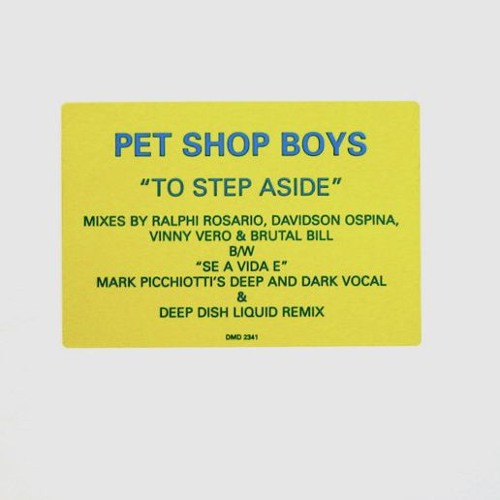 PET SHOP BOYS
"TO STEP ASIDE"
MIXES BY RALPHI ROSARIO, DAVIDSON OSPINA,
VINNY VERO & BRUTAL BILL
B/W
"SE A VIDA E"
MARK PICCHIOTTI'S DEEP AND DARK VOCAL
&
DEEP DISH LIQUID REMIX
DMD 2341